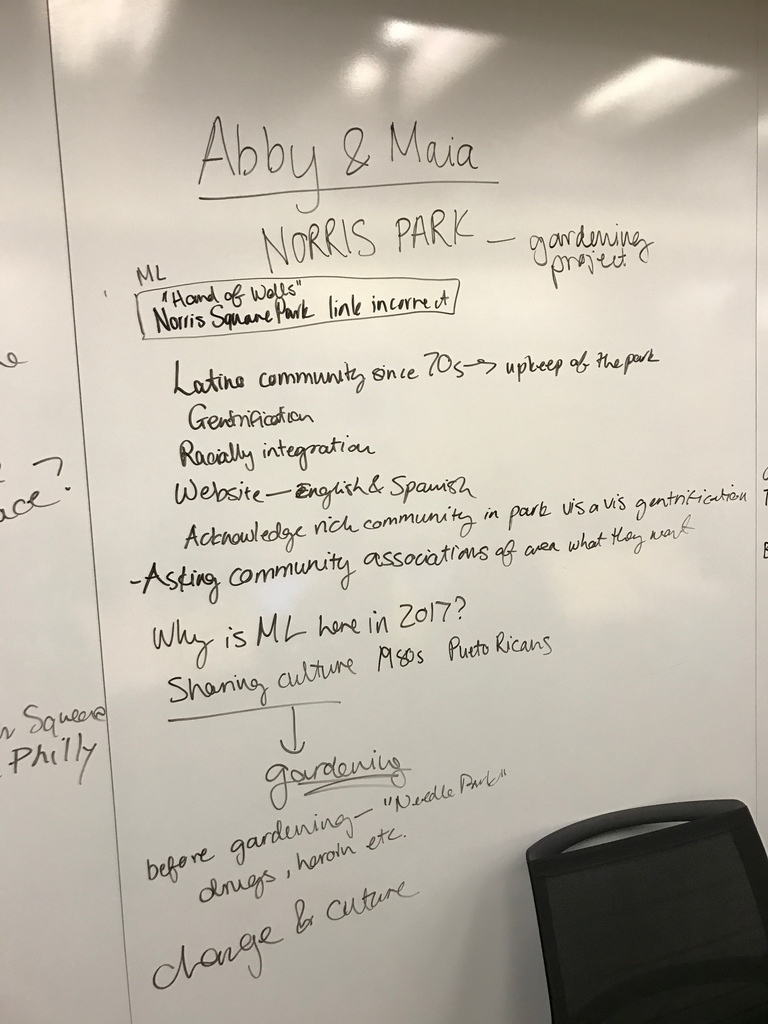 Abby & Maia
NORRIS PARK — gardening project
ML
"Hand of Walls"
Norris Square Park link incorrect
Latino community since 70s → upkeep of the park
Gentrification
Racially integration
Website — English & Spanish
Acknowledge rich community in park vis a vis gentrification
- Asking community associations of area what they want
Why is ML here in 2017?
Sharing culture 1980s Puerto Ricans
↓
gardening
before gardening — "Needle Park"
drugs, heroin etc.
change & culture
ace?
Square
Philly